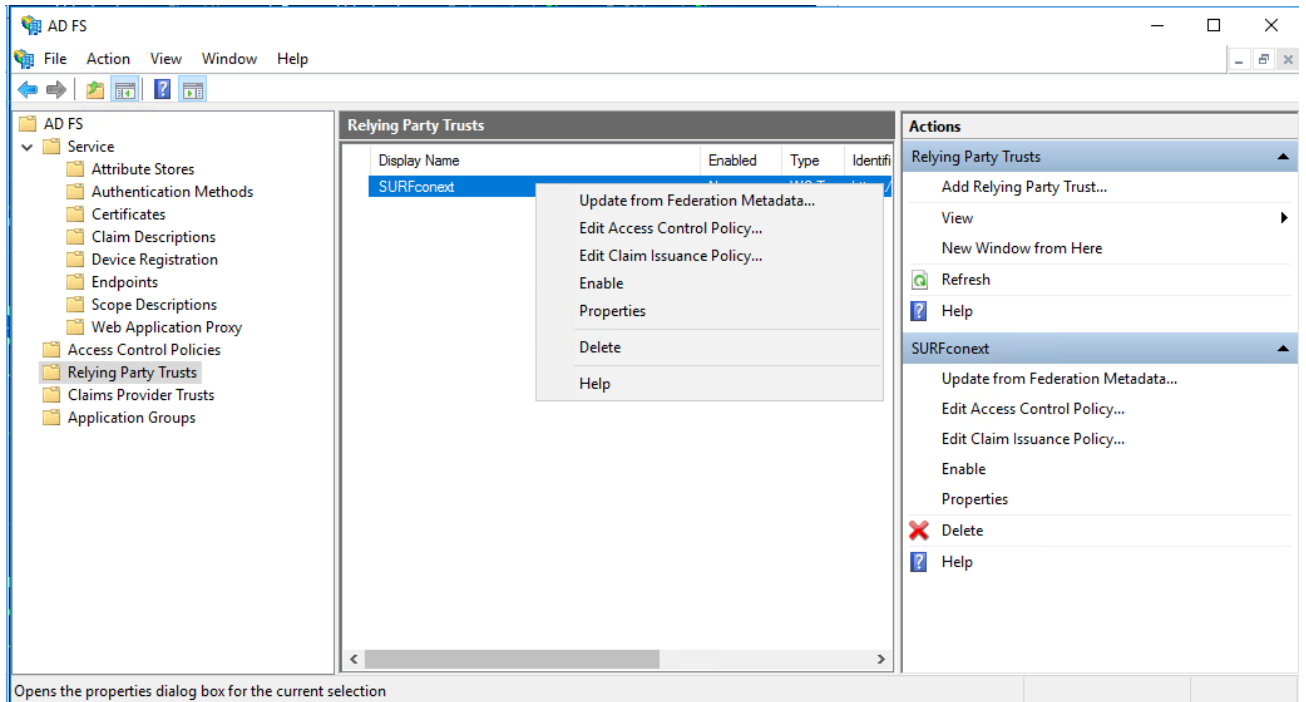 AD FS
File Action View Window Help
AD FS
Service
Attribute Stores
Authentication Methods
Certificates
Claim Descriptions
Device Registration
Endpoints
Scope Descriptions
Web Application Proxy
Access Control Policies
Relying Party Trusts
Claims Provider Trusts
Application Groups
Relying Party Trusts
Display Name Enabled Type Identifi
SURFconext
Update from Federation Metadata...
Edit Access Control Policy...
Edit Claim Issuance Policy...
Enable
Properties
Delete
Help
Actions
Relying Party Trusts
Add Relying Party Trust...
View
New Window from Here
Refresh
Help
SURFconext
Update from Federation Metadata...
Edit Access Control Policy...
Edit Claim Issuance Policy...
Enable
Properties
Delete
Help
Opens the properties dialog box for the current selection